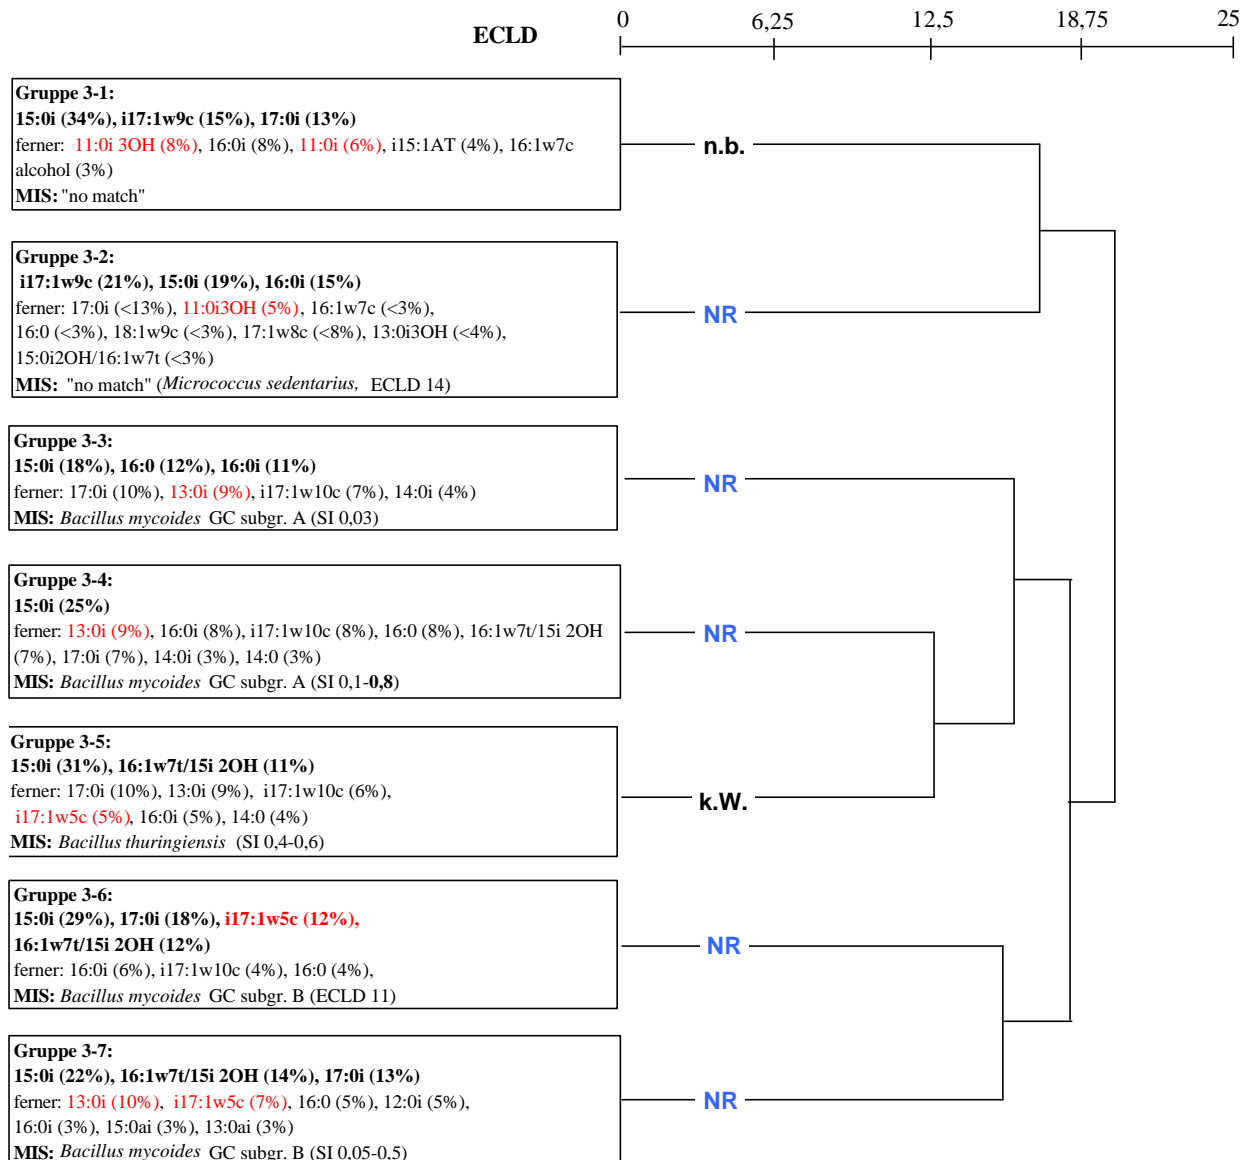 ECLD
0 6,25 12,5 18,75 25
Gruppe 3-1:
15:0i (34%), i17:1w9c (15%), 17:0i (13%)
ferner: 11:0i 3OH (8%), 16:0i (8%), 11:0i (6%), i15:1AT (4%), 16:1w7c
alcohol (3%)
MIS: "no match"
n.b.
Gruppe 3-2:
i17:1w9c (21%), 15:0i (19%), 16:0i (15%)
ferner: 17:0i (<13%), 11:0i3OH (5%), 16:1w7c (<3%),
16:0 (<3%), 18:1w9c (<3%), 17:1w8c (<8%), 13:0i3OH (<4%),
15:0i2OH/16:1w7t (<3%)
MIS: "no match" (Micrococcus sedentarius, ECLD 14)
NR
Gruppe 3-3:
15:0i (18%), 16:0 (12%), 16:0i (11%)
ferner: 17:0i (10%), 13:0i (9%), i17:1w10c (7%), 14:0i (4%)
MIS: Bacillus mycoides GC subgr. A (SI 0,03)
NR
Gruppe 3-4:
15:0i (25%)
ferner: 13:0i (9%), 16:0i (8%), i17:1w10c (8%), 16:0 (8%), 16:1w7t/15i 2OH
(7%), 17:0i (7%), 14:0i (3%), 14:0 (3%)
MIS: Bacillus mycoides GC subgr. A (SI 0,1-0,8)
NR
Gruppe 3-5:
15:0i (31%), 16:1w7t/15i 2OH (11%)
ferner: 17:0i (10%), 13:0i (9%), i17:1w10c (6%),
i17:1w5c (5%), 16:0i (5%), 14:0 (4%)
MIS: Bacillus thuringiensis (SI 0,4-0,6)
k.W.
Gruppe 3-6:
15:0i (29%), 17:0i (18%), i17:1w5c (12%),
16:1w7t/15i 2OH (12%)
ferner: 16:0i (6%), i17:1w10c (4%), 16:0 (4%),
MIS: Bacillus mycoides GC subgr. B (ECLD 11)
NR
Gruppe 3-7:
15:0i (22%), 16:1w7t/15i 2OH (14%), 17:0i (13%)
ferner: 13:0i (10%), i17:1w5c (7%), 16:0 (5%), 12:0i (5%),
16:0i (3%), 15:0ai (3%), 13:0ai (3%)
MIS: Bacillus mycoides GC subgr. B (SI 0,05-0,5)
NR